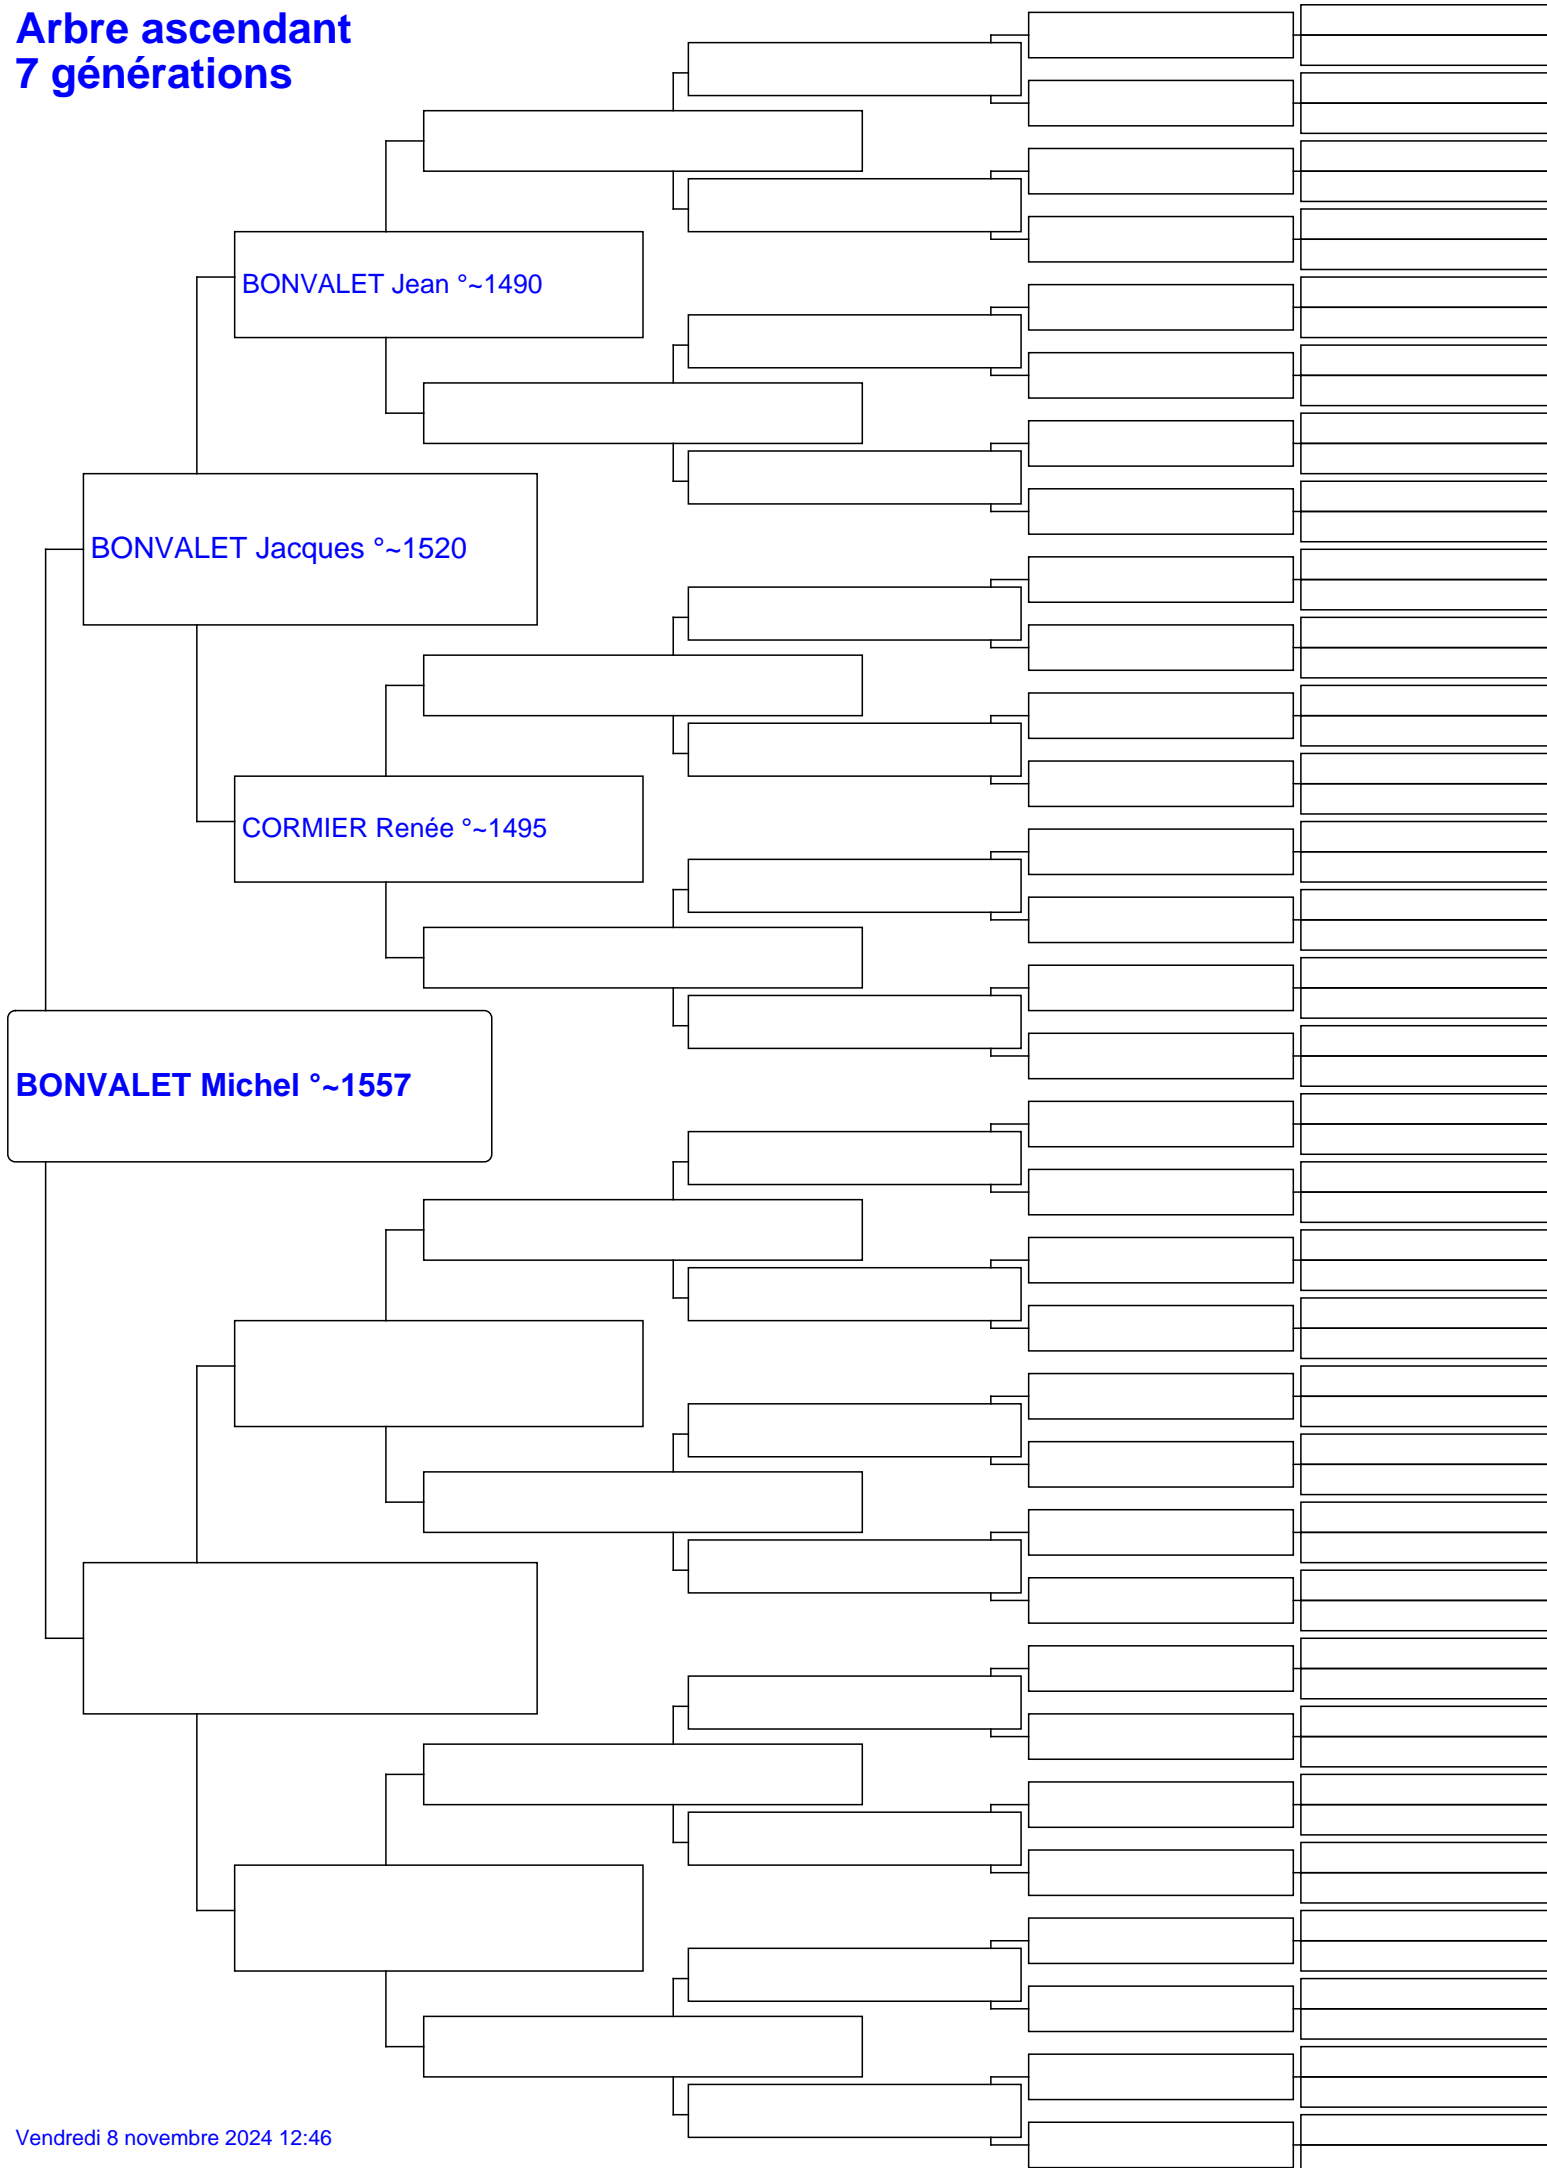 Arbre ascendant
7 générations
BONVALET Jean °~1490
BONVALET Jacques °~1520
CORMIER Renée °~1495
BONVALET Michel °~1557
Vendredi 8 novembre 2024 12:46